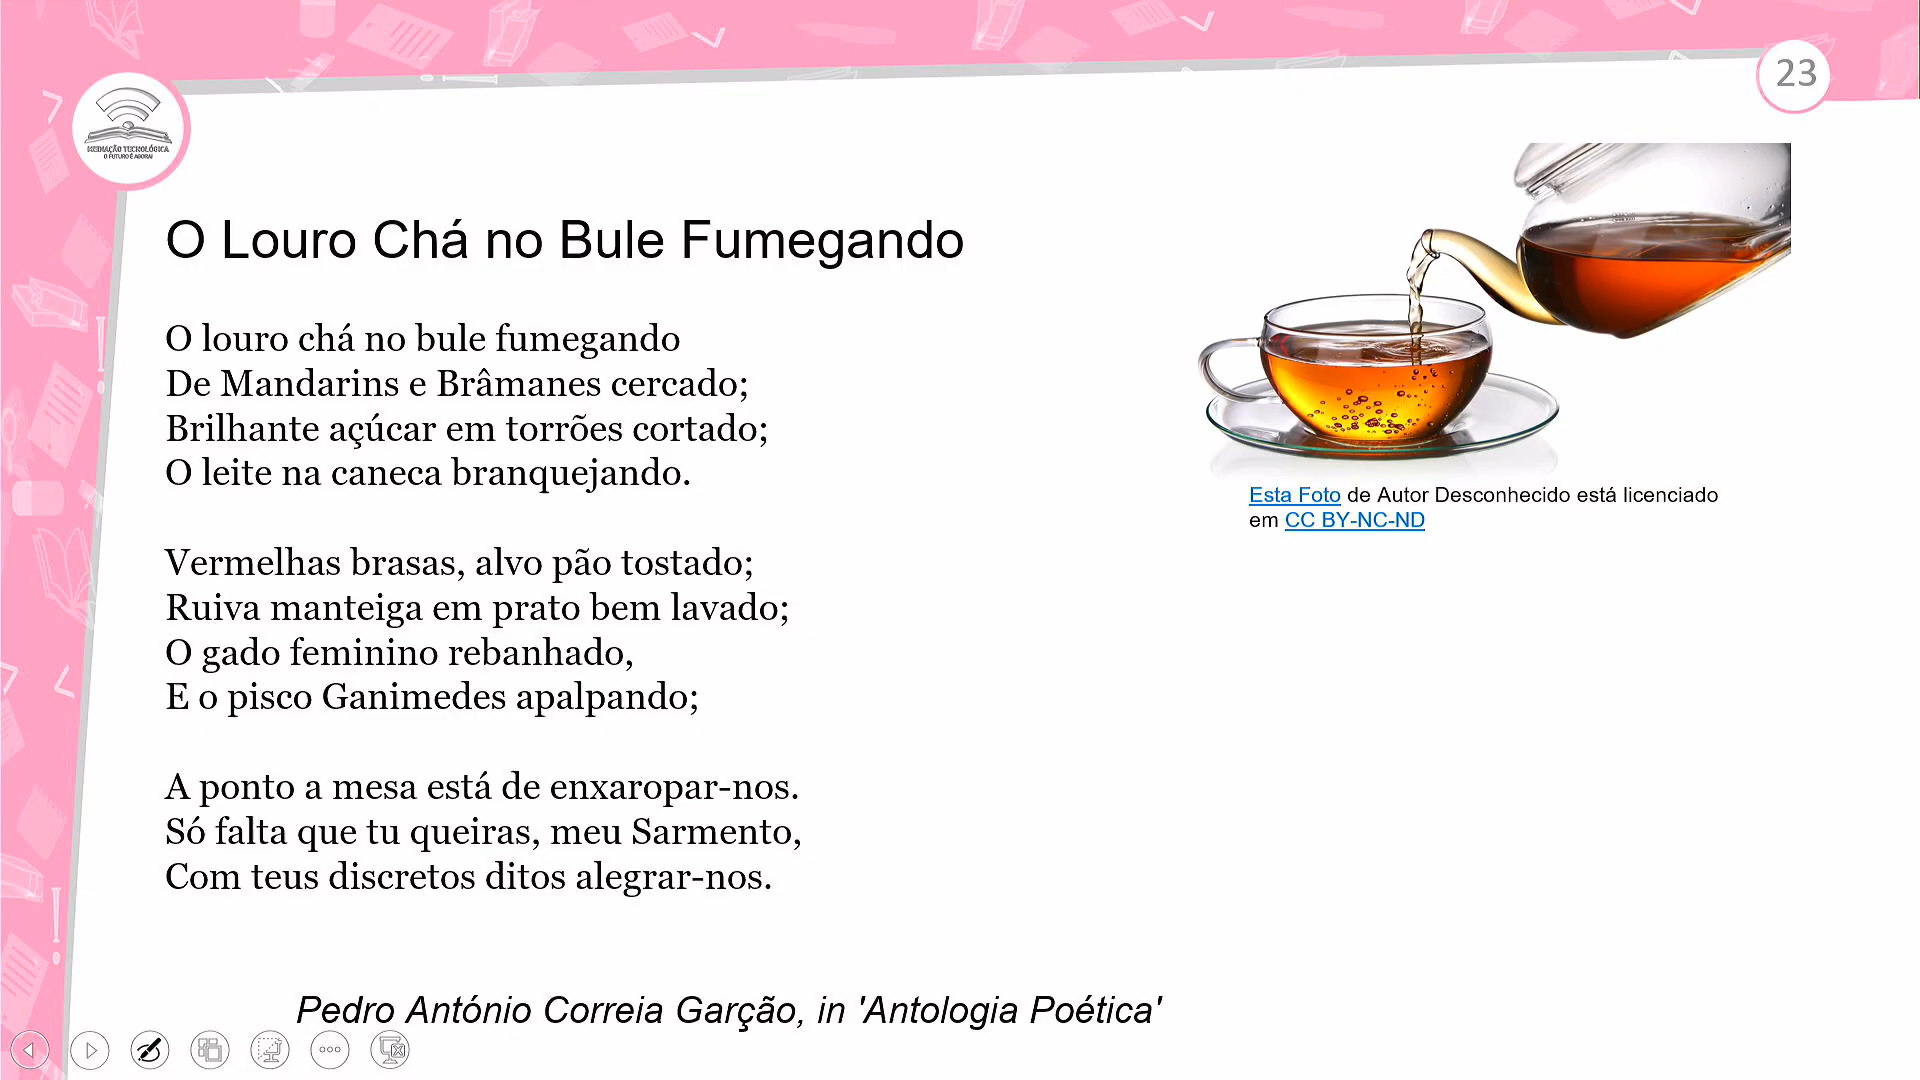 23
MEDIAÇÃO TECNOLÓGICA
O FUTURO É AGORA!
O Louro Chá no Bule Fumegando
O louro chá no bule fumegando
De Mandarins e Brâmanes cercado;
Brilhante açúcar em torrões cortado;
O leite na caneca branquejando.
Vermelhas brasas, alvo pão tostado;
Ruiva manteiga em prato bem lavado;
O gado feminino rebanhado,
E o pisco Ganimedes apalpando;
A ponto a mesa está de enxaropar-nos.
Só falta que tu queiras, meu Sarmento,
Com teus discretos ditos alegrar-nos.
Esta Foto de Autor Desconhecido está licenciado
em CC BY-NC-ND
Pedro António Correia Garção, in 'Antologia Poética'